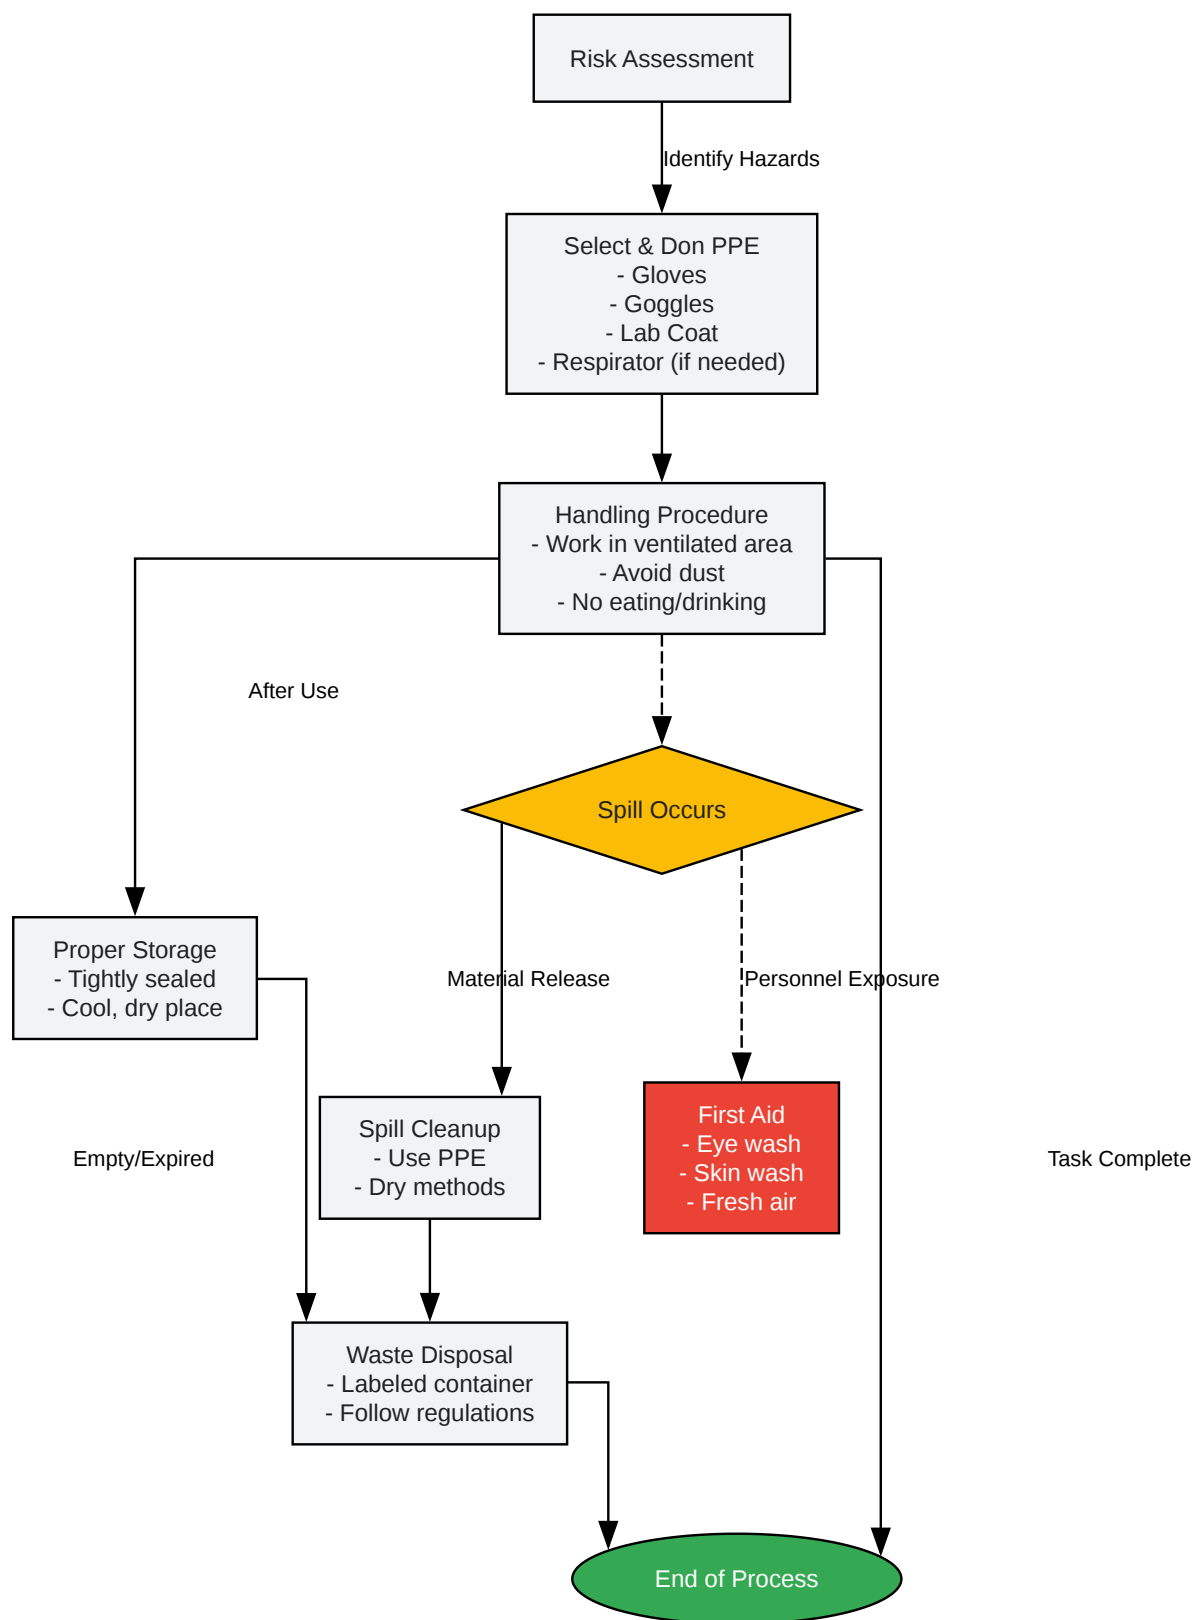 Risk Assessment
Identify Hazards
Select & Don PPE
- Gloves
- Goggles
- Lab Coat
- Respirator (if needed)
Handling Procedure
- Work in ventilated area
- Avoid dust
- No eating/drinking
After Use
Spill Occurs
Proper Storage
- Tightly sealed
- Cool, dry place
Material Release
Personnel Exposure
Spill Cleanup
- Use PPE
- Dry methods
First Aid
- Eye wash
- Skin wash
- Fresh air
Empty/Expired
Task Complete
Waste Disposal
- Labeled container
- Follow regulations
End of Process